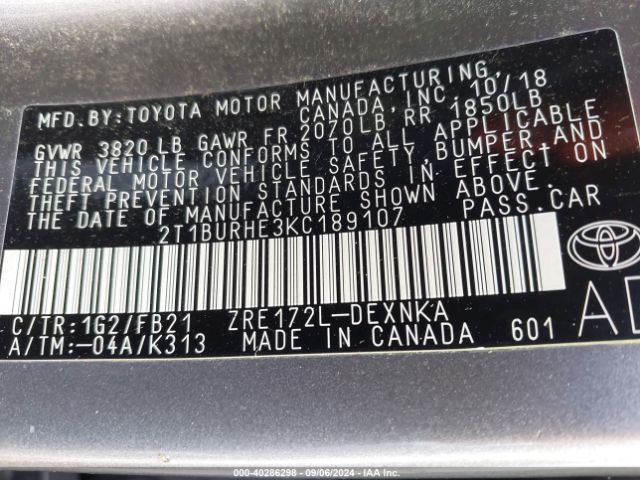 MFD. BY: TOYOTA MOTOR MANUFACTURING,
CANADA, INC. 10/18
GVWR 3820 LB GAWR FR 2070LB, RR 1850LB
THIS VEHICLE CONFORMS TO ALL APPLICABLE
FEDERAL MOTOR VEHICLE SAFETY, BUMPER AND
THEFT PREVENTION STANDARDS IN EFFECT ON
THE DATE OF MANUFACTURE SHOWN ABOVE.
2T1BURHE3KC189107 PASS.CAR
TOYOTA
C/TR:1G2/FB21 ZRE172L-DEXNKA
A/TM:-04A/K313 MADE IN CANADA 601
000-40286298 - 09/06/2024 - IAA, Inc.